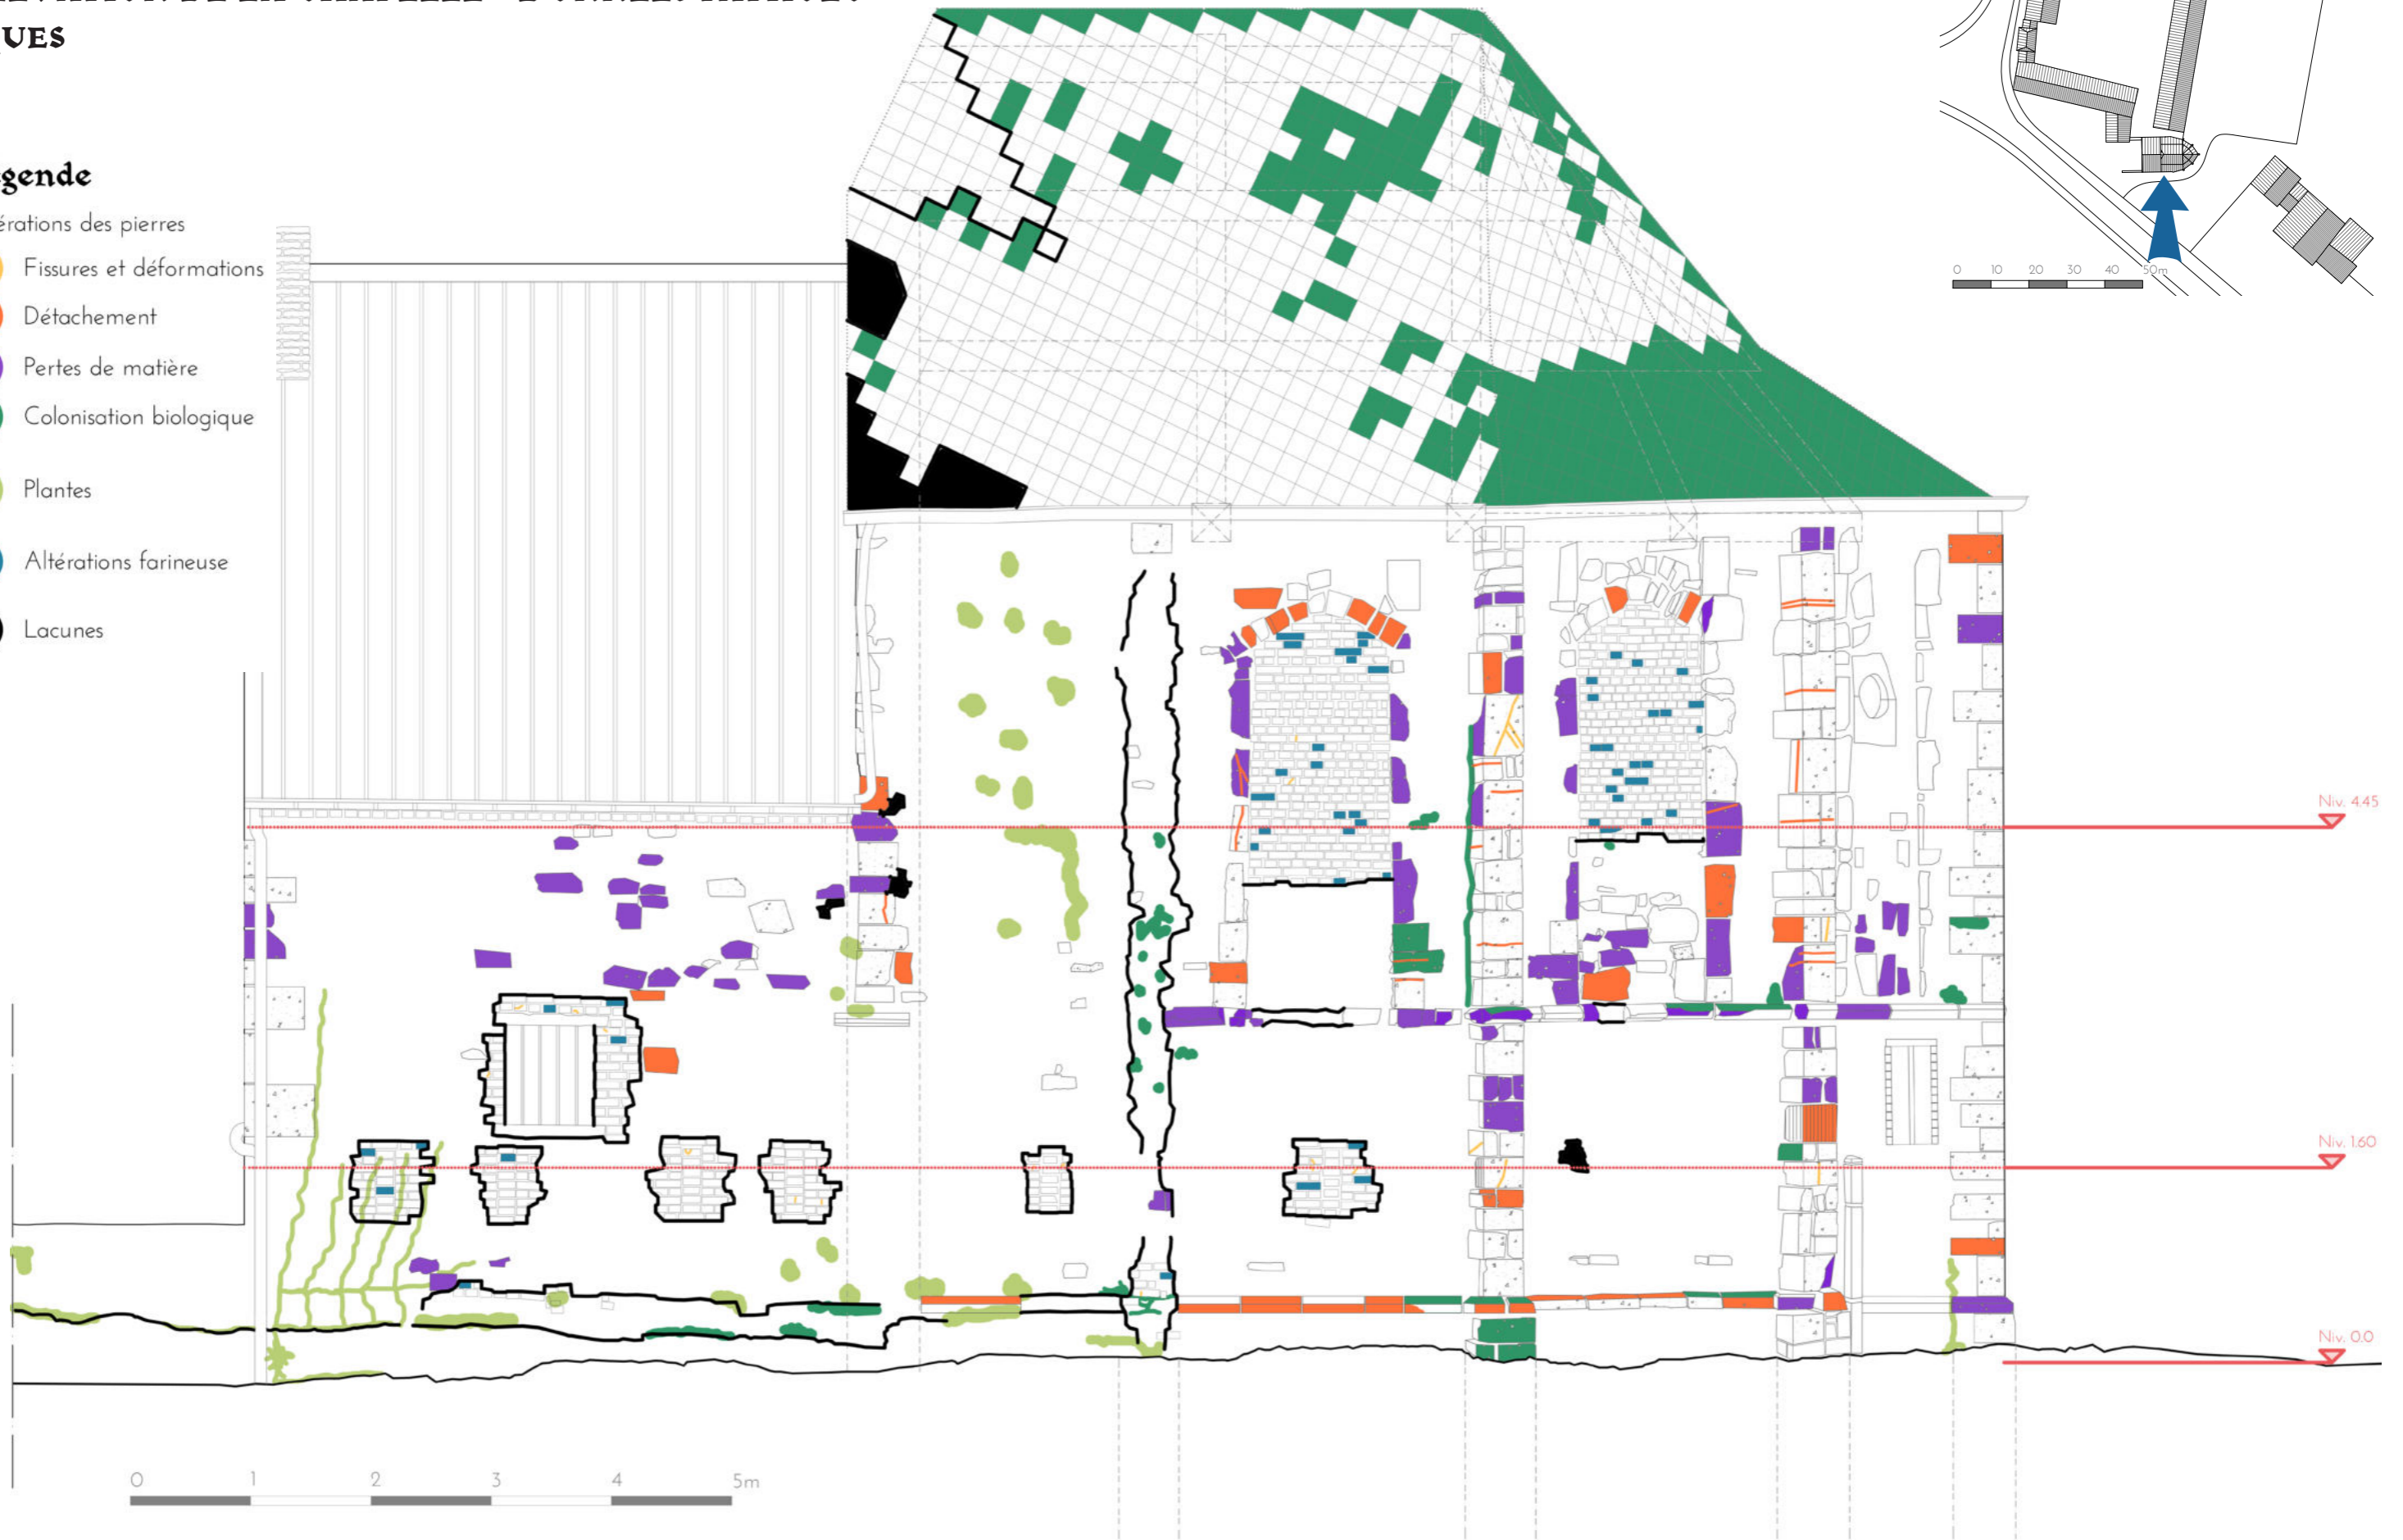 UES
gende
érations des pierres
Fissures et déformations
Détachement
Pertes de matière
Colonisation biologique
Plantes
Altérations farineuse
Lacunes
0 10 20 30 40 50m
Niv. 4.45
Niv. 1.60
Niv. 0.0
0 1 2 3 4 5m